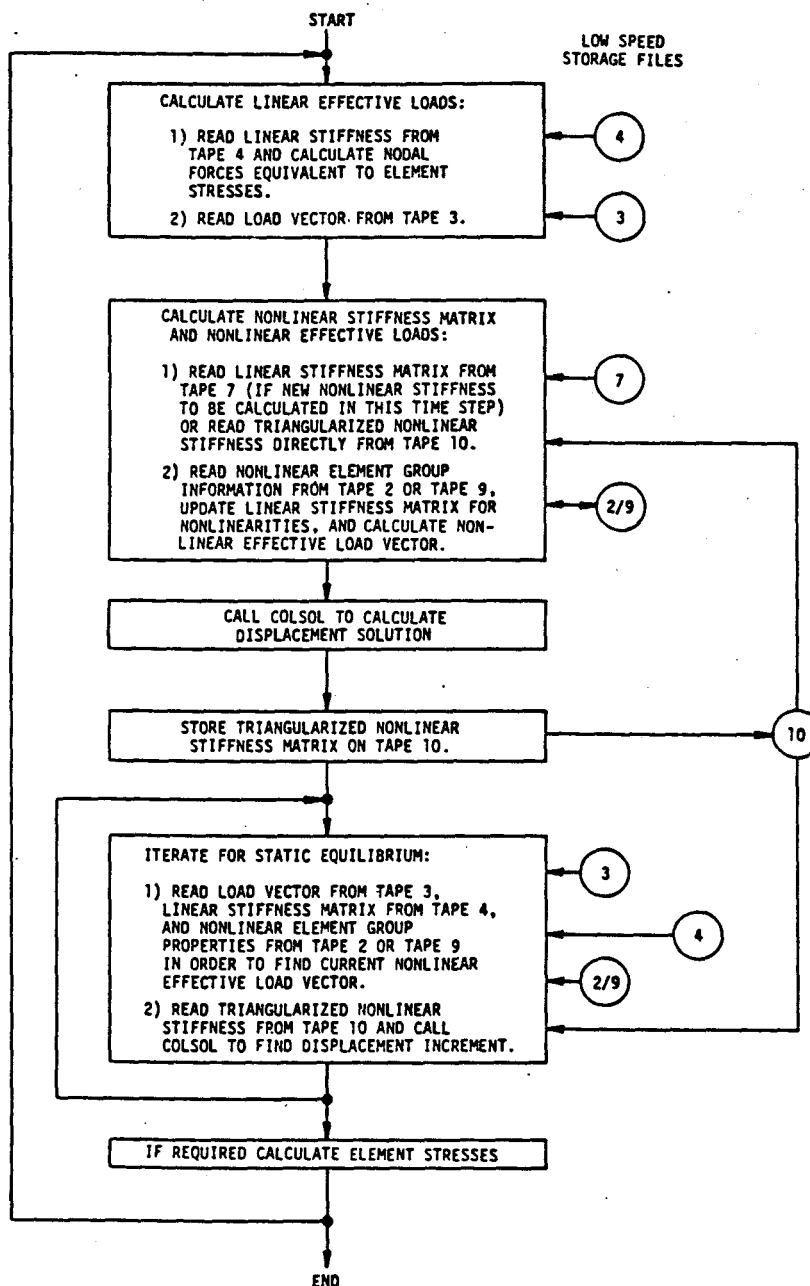 START
LOW SPEED
STORAGE FILES
CALCULATE LINEAR EFFECTIVE LOADS:
1) READ LINEAR STIFFNESS FROM
TAPE 4 AND CALCULATE NODAL
FORCES EQUIVALENT TO ELEMENT
STRESSES.
2) READ LOAD VECTOR FROM TAPE 3.
4
3
CALCULATE NONLINEAR STIFFNESS MATRIX
AND NONLINEAR EFFECTIVE LOADS:
1) READ LINEAR STIFFNESS MATRIX FROM
TAPE 7 (IF NEW NONLINEAR STIFFNESS
TO BE CALCULATED IN THIS TIME STEP)
OR READ TRIANGULARIZED NONLINEAR
STIFFNESS DIRECTLY FROM TAPE 10.
2) READ NONLINEAR ELEMENT GROUP
INFORMATION FROM TAPE 2 OR TAPE 9,
UPDATE LINEAR STIFFNESS MATRIX FOR
NONLINEARITIES, AND CALCULATE NON-
LINEAR EFFECTIVE LOAD VECTOR.
7
2/9
CALL COLSOL TO CALCULATE
DISPLACEMENT SOLUTION
STORE TRIANGULARIZED NONLINEAR
STIFFNESS MATRIX ON TAPE 10.
10
ITERATE FOR STATIC EQUILIBRIUM:
1) READ LOAD VECTOR FROM TAPE 3,
LINEAR STIFFNESS MATRIX FROM TAPE 4,
AND NONLINEAR ELEMENT GROUP
PROPERTIES FROM TAPE 2 OR TAPE 9
IN ORDER TO FIND CURRENT NONLINEAR
EFFECTIVE LOAD VECTOR.
2) READ TRIANGULARIZED NONLINEAR
STIFFNESS FROM TAPE 10 AND CALL
COLSOL TO FIND DISPLACEMENT INCREMENT.
3
4
2/9
IF REQUIRED CALCULATE ELEMENT STRESSES
END